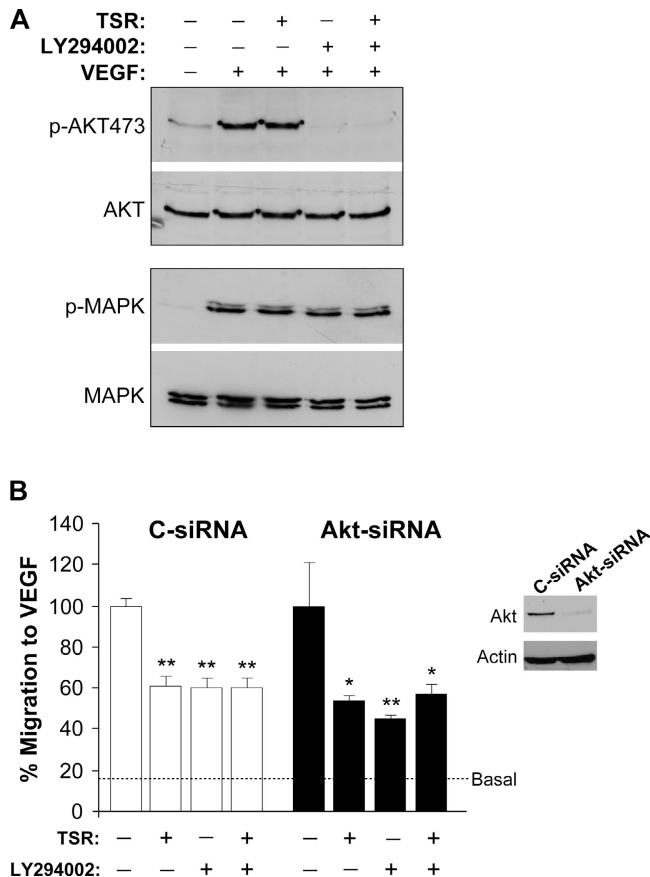 A
TSR: – – + – +
LY294002: – – – + +
VEGF: – + + + +
p-AKT473
AKT
p-MAPK
MAPK
B
C-siRNA Akt-siRNA
% Migration to VEGF
140
120
100
80
60
40
20
0
** ** ** * ** *
Basal
TSR: – + – + – + – +
LY294002: – – + + – – + +
C-siRNA
Akt-siRNA
Akt
Actin